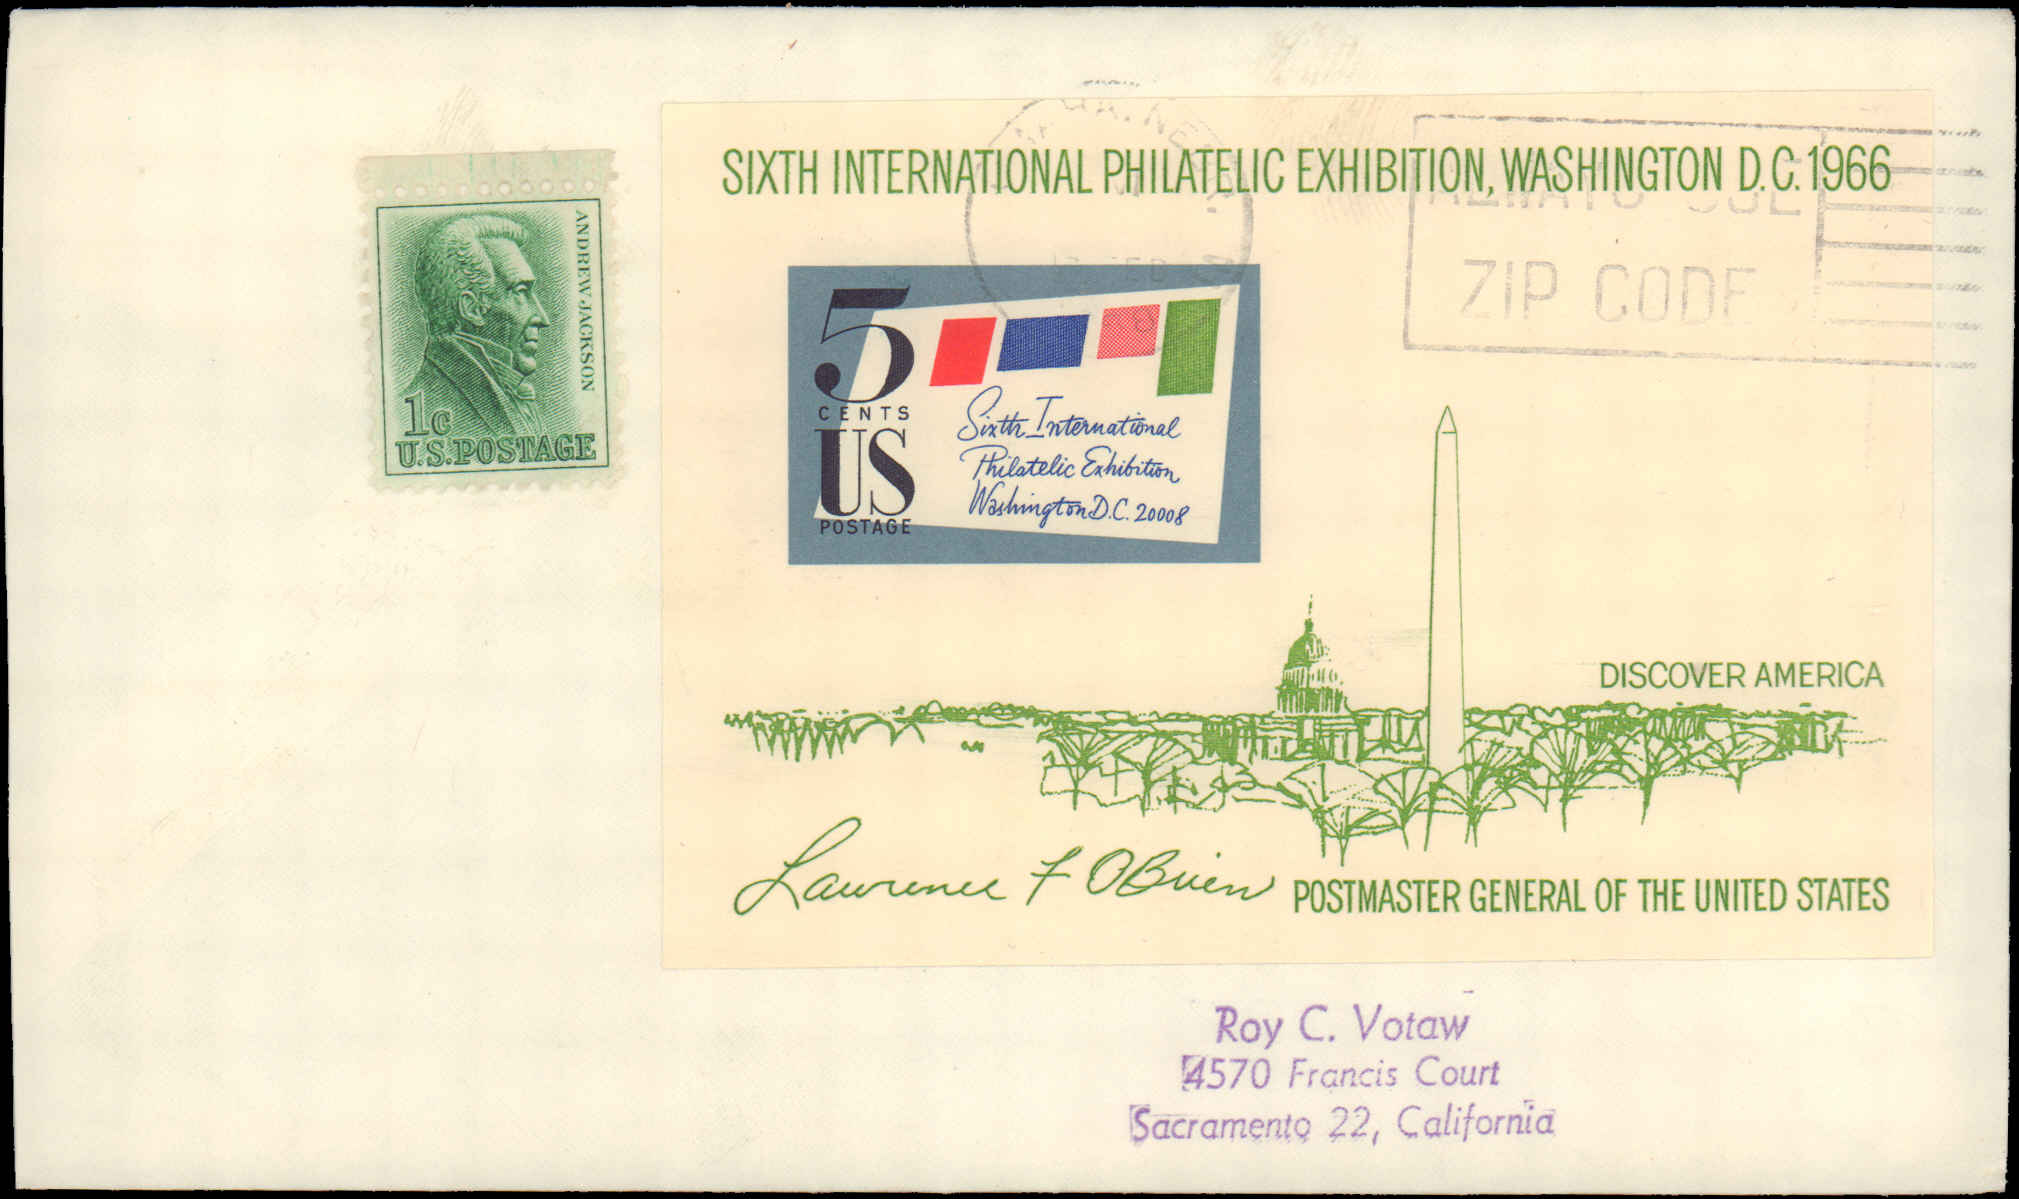 SIXTH INTERNATIONAL PHILATELIC EXHIBITION, WASHINGTON D.C. 1966
ALWAYS USE
ZIP CODE
ANDREW JACKSON
1c
U.S. POSTAGE
5
CENTS
US
POSTAGE
Sixth International
Philatelic Exhibition
Washington D.C. 20008
DISCOVER AMERICA
Lawrence F O'Brien
POSTMASTER GENERAL OF THE UNITED STATES
Roy C. Votaw
4570 Francis Court
Sacramento 22, California